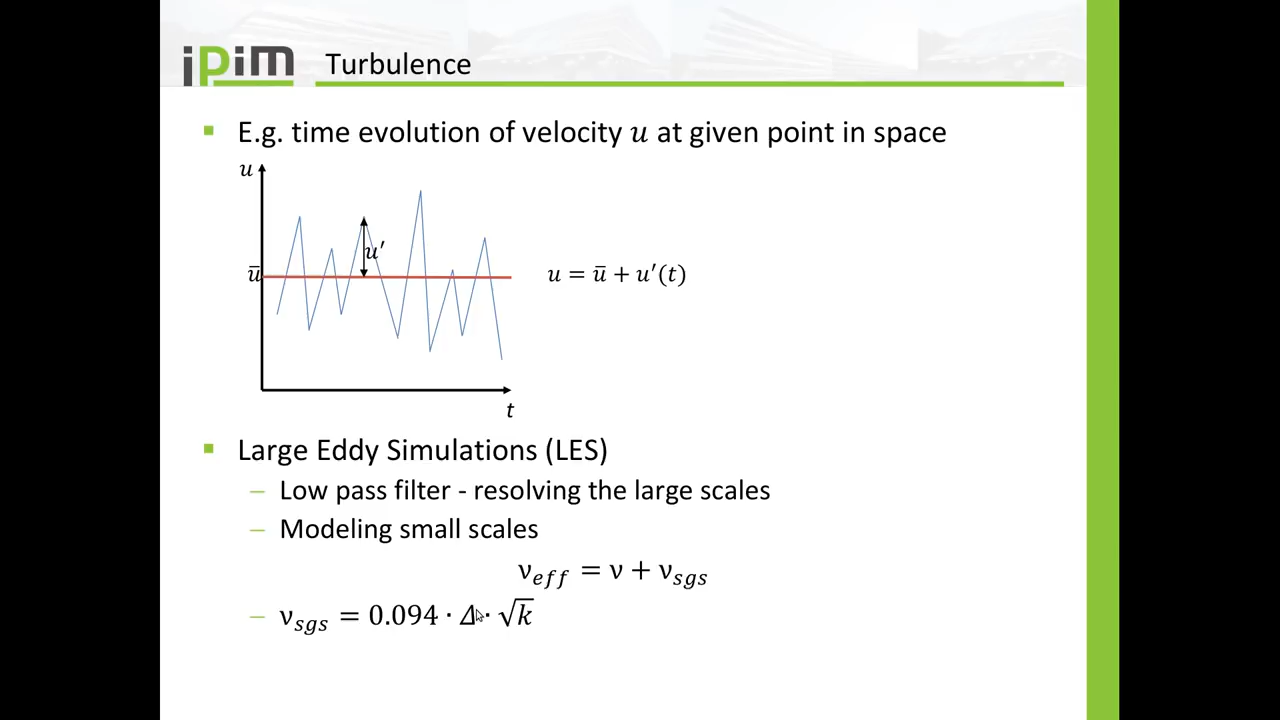 ipim
Turbulence
▪ E.g. time evolution of velocity u at given point in space
u
u′
ū
u = ū + u′(t)
t
▪ Large Eddy Simulations (LES)
– Low pass filter - resolving the large scales
– Modeling small scales
ν_eff = ν + ν_sgs
– ν_sgs = 0.094 · Δ · √k